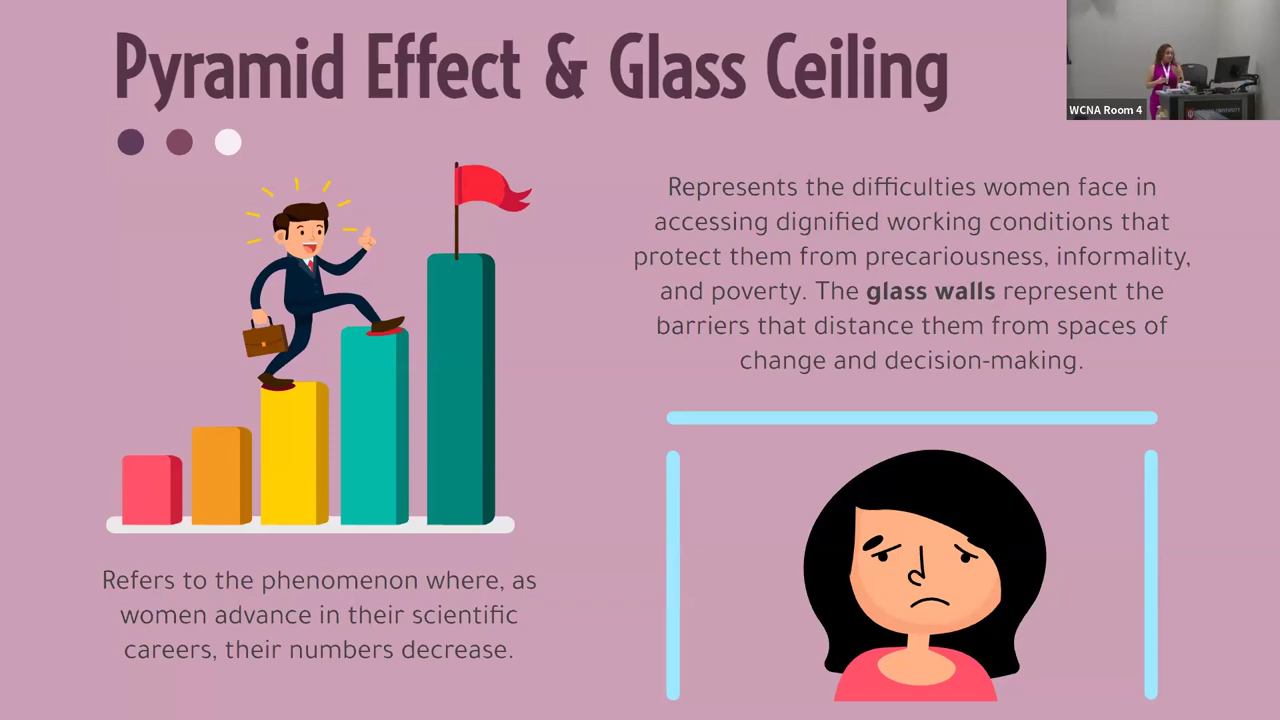 Pyramid Effect & Glass Ceiling
WCNA Room 4
Represents the difficulties women face in
accessing dignified working conditions that
protect them from precariousness, informality,
and poverty. The glass walls represent the
barriers that distance them from spaces of
change and decision-making.
Refers to the phenomenon where, as
women advance in their scientific
careers, their numbers decrease.